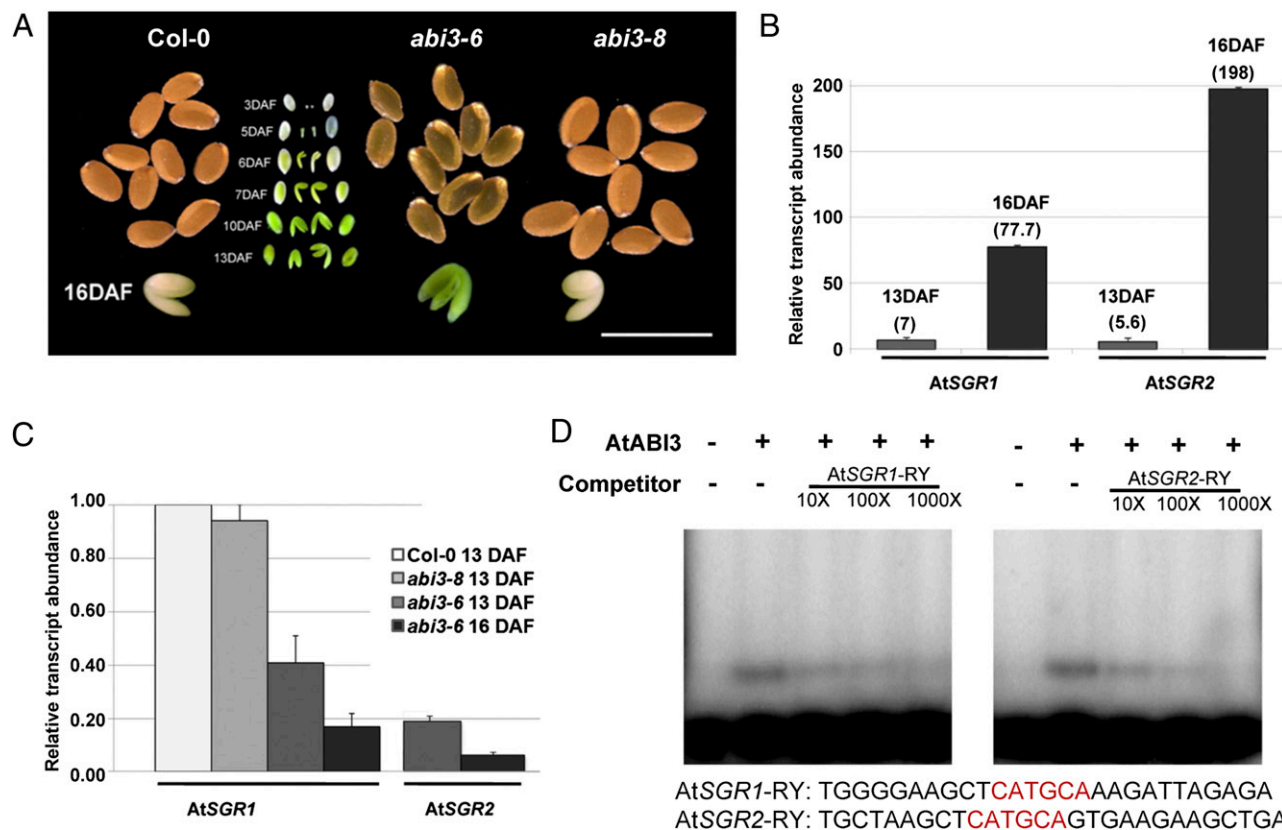 A
Col-0
abi3-6
abi3-8
3DAF
5DAF
6DAF
7DAF
10DAF
13DAF
16DAF
B
Relative transcript abundance
200
150
100
50
0
13DAF
(7)
16DAF
(77.7)
13DAF
(5.6)
16DAF
(198)
AtSGR1
AtSGR2
C
Relative transcript abundance
1.00
0.80
0.60
0.40
0.20
0.00
Col-0 13 DAF
abi3-8 13 DAF
abi3-6 13 DAF
abi3-6 16 DAF
AtSGR1
AtSGR2
D
AtABI3 - + + + + - + + + +
Competitor - - AtSGR1-RY - - AtSGR2-RY
10X 100X 1000X 10X 100X 1000X
AtSGR1-RY: TGGGGAAGCTCATGCAAAGATTAGAGA
AtSGR2-RY: TGCTAAGCTCATGCAGTGAAGAAGCTGA